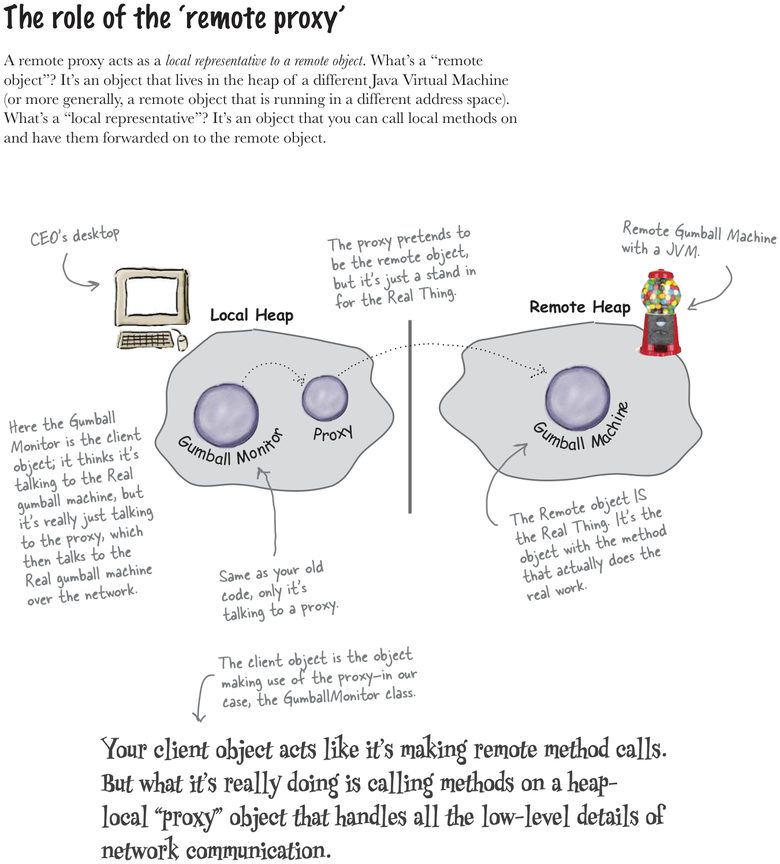 The role of the ‘remote proxy’
A remote proxy acts as a local representative to a remote object. What’s a “remote
object”? It’s an object that lives in the heap of a different Java Virtual Machine
(or more generally, a remote object that is running in a different address space).
What’s a “local representative”? It’s an object that you can call local methods on
and have them forwarded on to the remote object.
CEO's desktop
The proxy pretends to
be the remote object,
but it's just a stand in
for the Real Thing.
Remote Gumball Machine
with a JVM.
Local Heap
Remote Heap
Gumball Monitor
Proxy
Gumball Machine
Here the Gumball
Monitor is the client
object; it thinks it's
talking to the Real
gumball machine, but
it's really just talking
to the proxy, which
then talks to the
Real gumball machine
over the network.
Same as your old
code, only it's
talking to a proxy.
The Remote object IS
the Real Thing. It's the
object with the method
that actually does the
real work.
The client object is the object
making use of the proxy–in our
case, the GumballMonitor class.
Your client object acts like it’s making remote method calls.
But what it’s really doing is calling methods on a heap-
local “proxy” object that handles all the low-level details of
network communication.